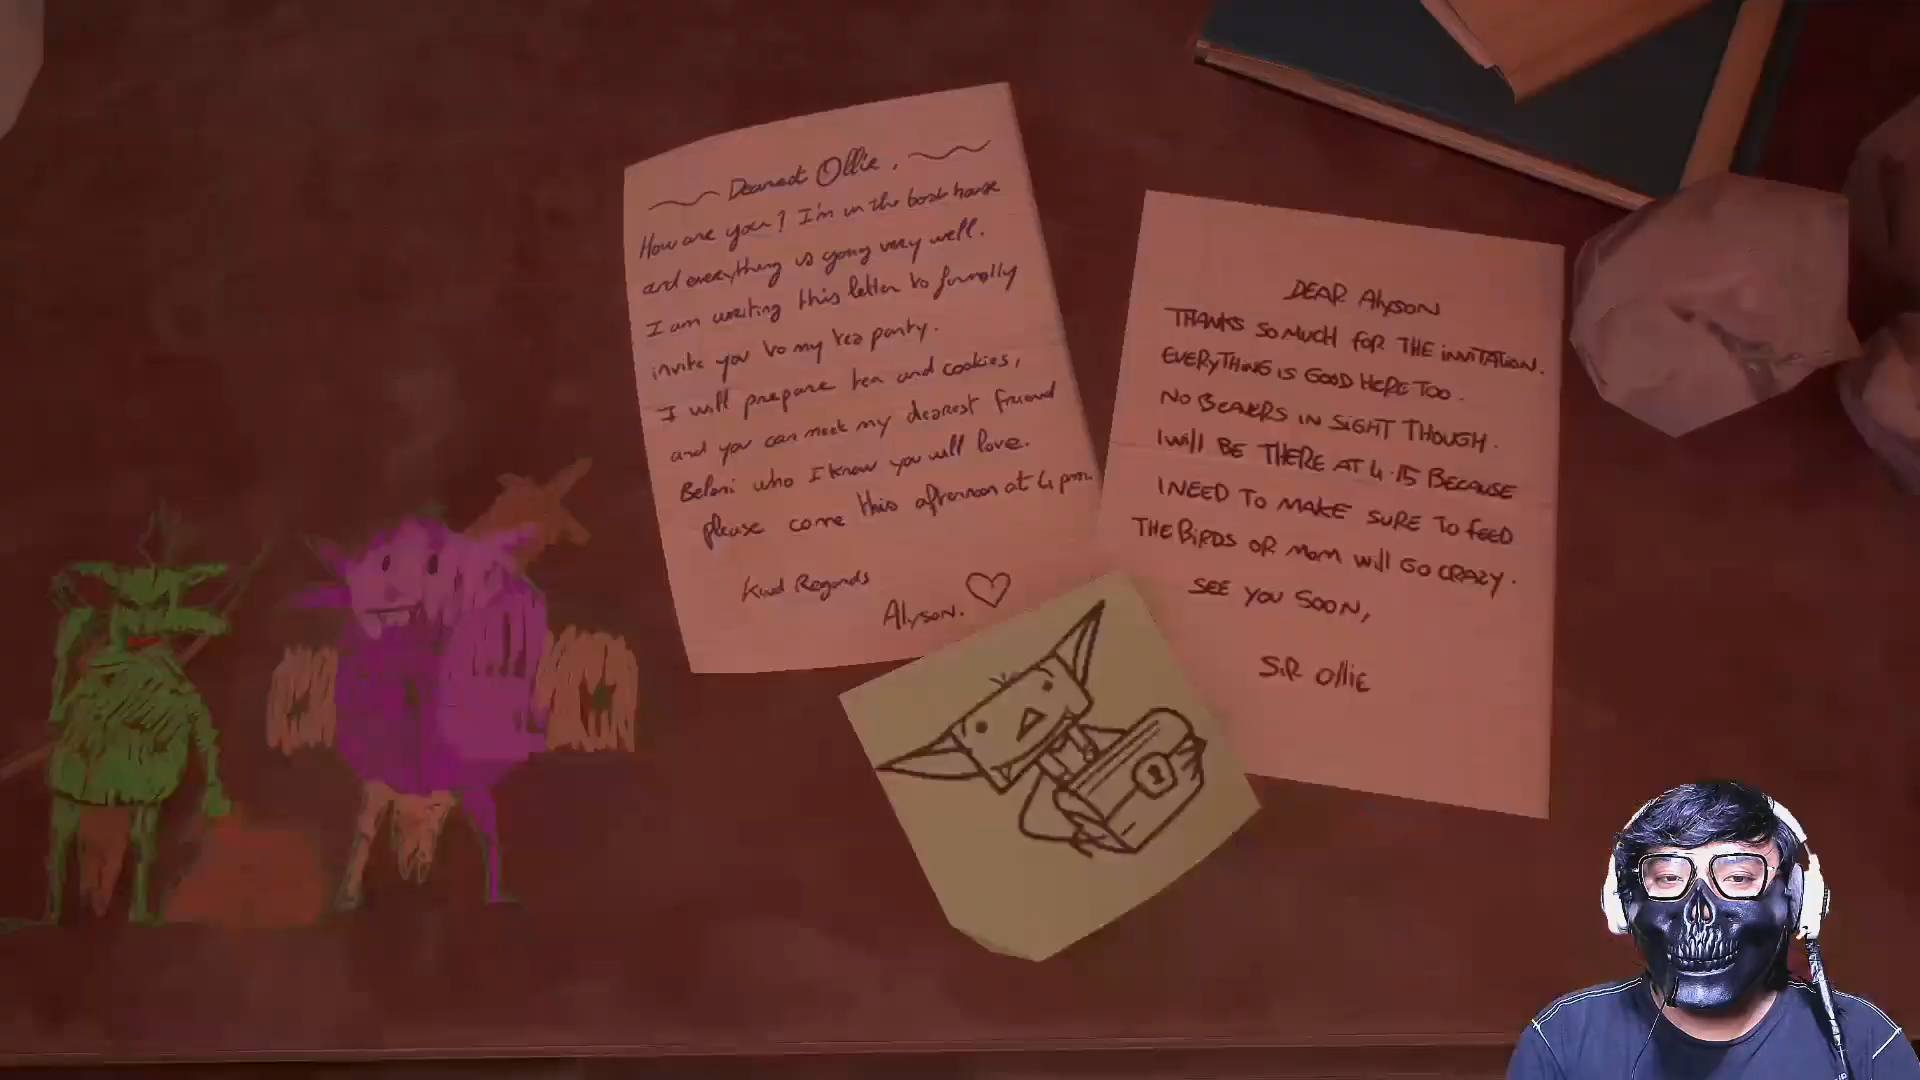 Dearest Ollie,
How are you? I'm in the boat house
and everything is going very well.
I am writing this letter to formally
invite you to my tea party.
I will prepare tea and cookies,
and you can meet my dearest friend
Beloni who I know you will love.
please come this afternoon at 4 pm.
Kind Regards
Alyson.
DEAR Alyson
THANKS SO MUCH FOR THE INVITATION.
EVERYTHING IS GOOD HERE TOO.
NO BEAVERS IN SIGHT THOUGH.
I Will BE THERE AT 4.15 BECAUSE
I NEED TO MAKE SURE TO FEED
THE BIRDS OR MOM Will GO CRAZY.
SEE YOU SOON,
SIR OlliE